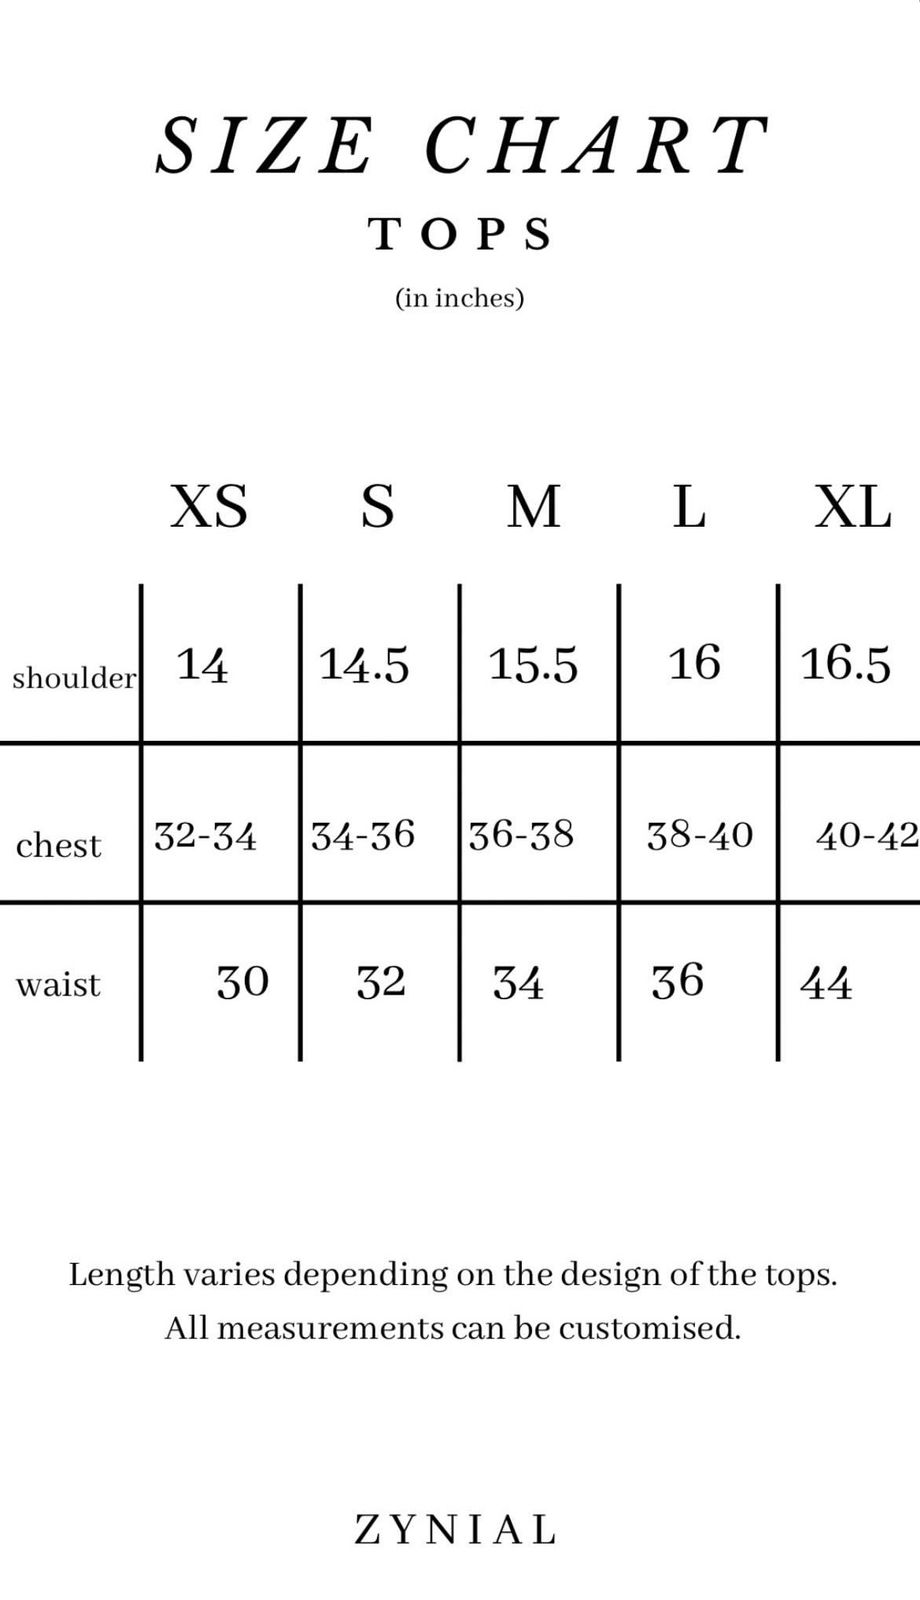 SIZE CHART
TOPS
(in inches)
XS S M L XL
shoulder 14 14.5 15.5 16 16.5
chest 32-34 34-36 36-38 38-40 40-42
waist 30 32 34 36 44
Length varies depending on the design of the tops.
All measurements can be customised.
ZYNIAL